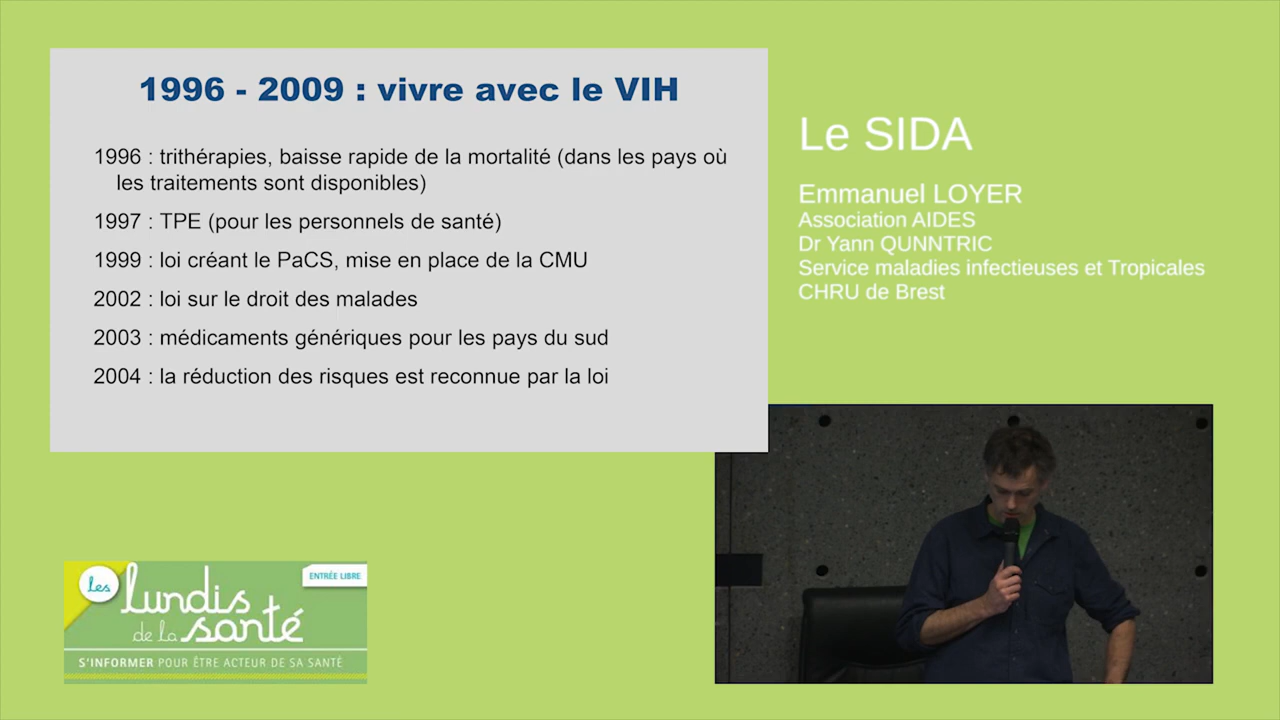 1996 - 2009 : vivre avec le VIH
1996 : trithérapies, baisse rapide de la mortalité (dans les pays où
les traitements sont disponibles)
1997 : TPE (pour les personnels de santé)
1999 : loi créant le PaCS, mise en place de la CMU
2002 : loi sur le droit des malades
2003 : médicaments génériques pour les pays du sud
2004 : la réduction des risques est reconnue par la loi
Le SIDA
Emmanuel LOYER
Association AIDES
Dr Yann QUNNTRIC
Service maladies infectieuses et Tropicales
CHRU de Brest
les
lundis
de la santé
ENTRÉE LIBRE
S'INFORMER POUR ÊTRE ACTEUR DE SA SANTÉ